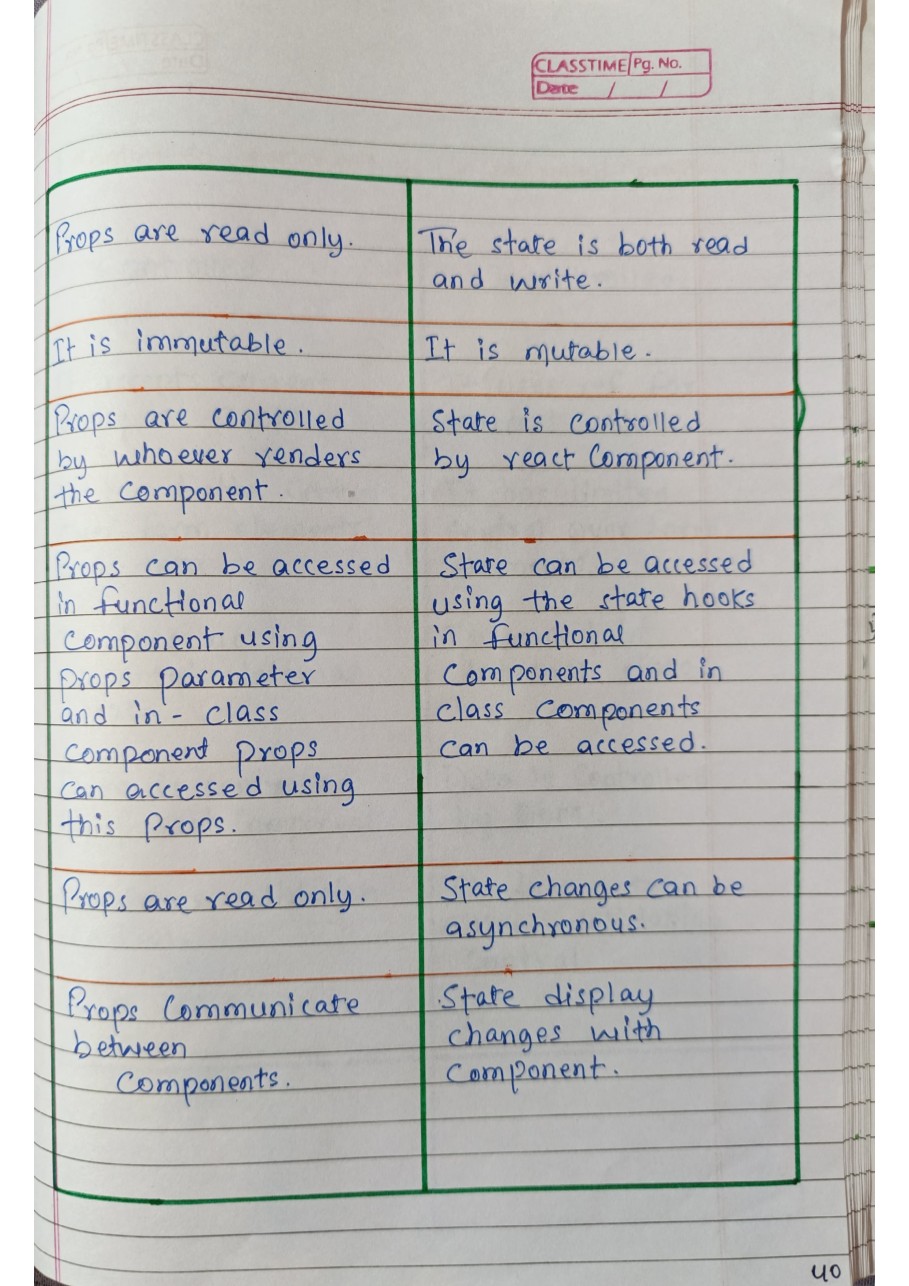 CLASSTIME Pg. No.
Date / /
Props are read only.
It is immutable.
Props are controlled
by whoever renders
the Component.
Props can be accessed
in functional
component using
props parameter
and in - class
component props
can accessed using
this props.
Props are read only.
Props Communicate
between
Components.
The state is both read
and write.
It is mutable.
State is controlled
by react Component.
State can be accessed
using the state hooks
in functional
Components and in
class components
can be accessed.
State changes can be
asynchronous.
State display
changes with
Component.
40